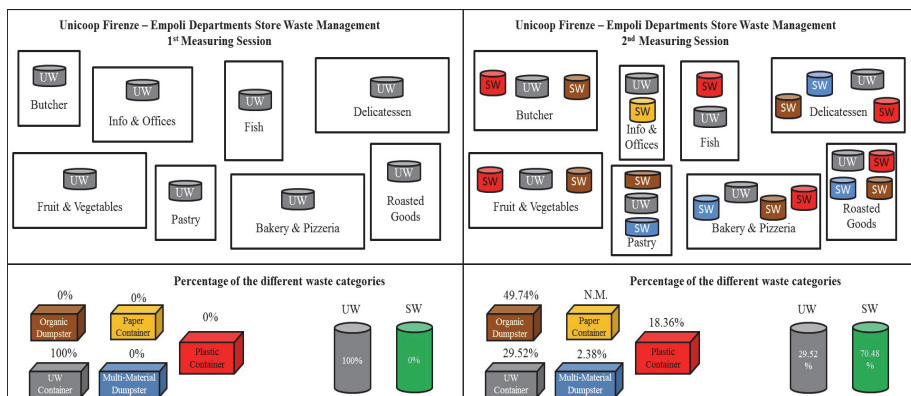 Unicoop Firenze – Empoli Departments Store Waste Management
1st Measuring Session
UW
Butcher
UW
Info & Offices
UW
Fish
UW
Delicatessen
UW
Fruit & Vegetables
UW
Pastry
UW
Bakery & Pizzeria
UW
Roasted
Goods
Percentage of the different waste categories
0%
Organic
Dumpster
0%
Paper
Container
0%
Plastic
Container
100%
UW
Container
0%
Multi-Material
Dumpster
UW
100%
SW
0%
Unicoop Firenze – Empoli Departments Store Waste Management
2nd Measuring Session
SW UW SW
Butcher
UW
SW
Info &
Offices
SW
UW
Fish
SW SW UW SW
Delicatessen
SW UW SW
Fruit & Vegetables
SW
UW
SW
Pastry
SW UW SW SW
Bakery & Pizzeria
UW SW
SW SW
Roasted
Goods
Percentage of the different waste categories
49.74%
Organic
Dumpster
N.M.
Paper
Container
18.36%
Plastic
Container
29.52%
UW
Container
2.38%
Multi-Material
Dumpster
UW
29.52
%
SW
70.48
%